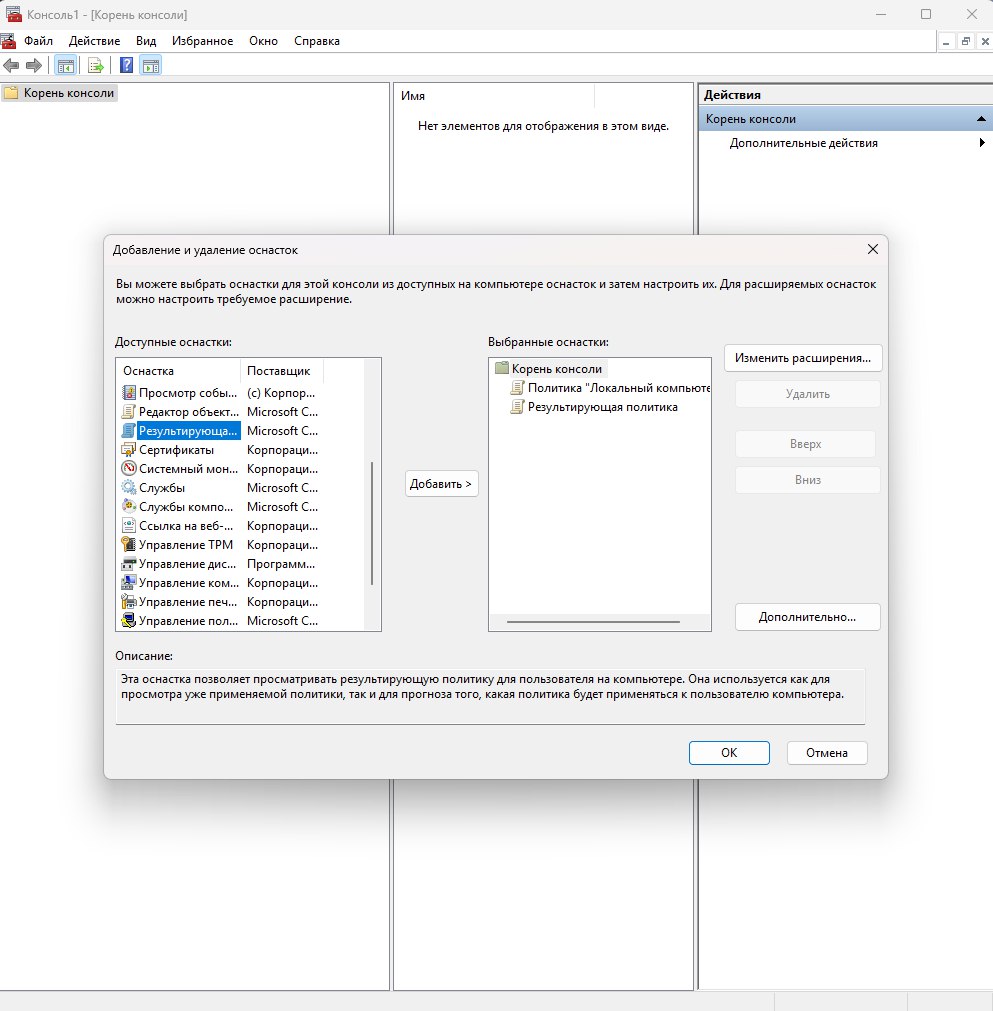 Консоль1 - [Корень консоли]
Файл Действие Вид Избранное Окно Справка
Корень консоли
Имя
Нет элементов для отображения в этом виде.
Действия
Корень консоли
Дополнительные действия
Добавление и удаление оснасток
Вы можете выбрать оснастки для этой консоли из доступных на компьютере оснасток и затем настроить их. Для расширяемых оснасток
можно настроить требуемое расширение.
Доступные оснастки:
Оснастка Поставщик
Просмотр собы... (c) Корпор...
Редактор объект... Microsoft C...
Результирующа... Microsoft C...
Сертификаты Корпораци...
Системный мон... Корпораци...
Службы Microsoft C...
Службы компо... Microsoft C...
Ссылка на веб-... Корпораци...
Управление TPM Корпораци...
Управление дис... Программ...
Управление ком... Корпораци...
Управление печ... Корпораци...
Управление пол... Microsoft C...
Добавить >
Выбранные оснастки:
Корень консоли
Политика "Локальный компьюте
Результирующая политика
Изменить расширения...
Удалить
Вверх
Вниз
Дополнительно...
Описание:
Эта оснастка позволяет просматривать результирующую политику для пользователя на компьютере. Она используется как для
просмотра уже применяемой политики, так и для прогноза того, какая политика будет применяться к пользователю компьютера.
ОК Отмена